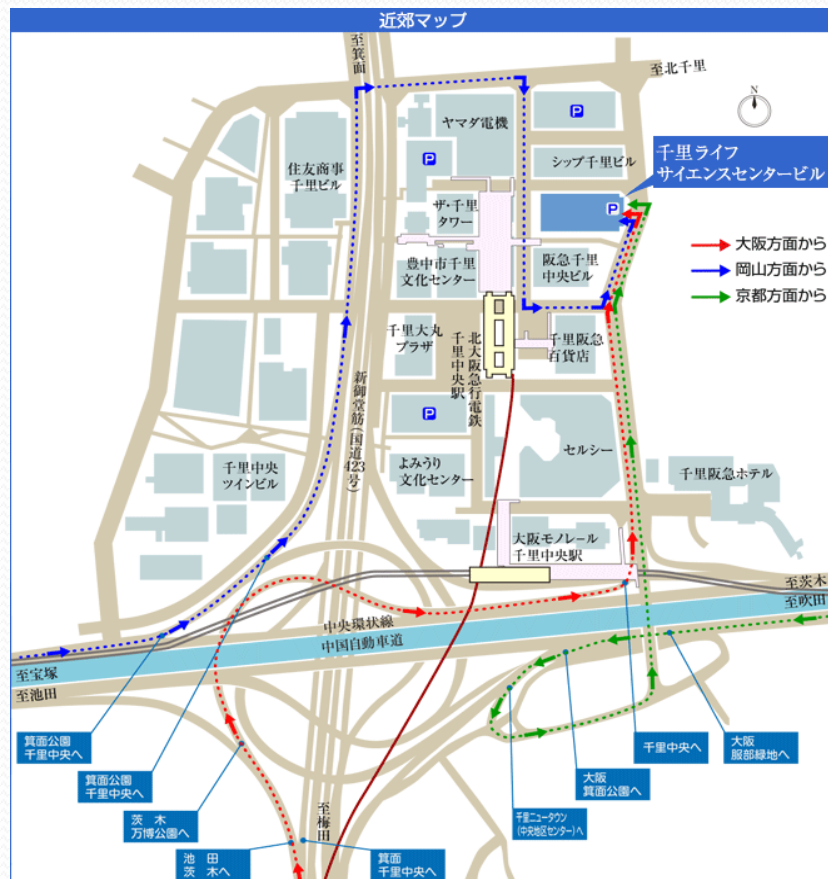 近郊マップ
至箕面
至北千里
N
ヤマダ電機
P
P
住友商事
千里ビル
シップ千里ビル
千里ライフ
サイエンスセンタービル
P
ザ・千里
タワー
大阪方面から
岡山方面から
京都方面から
豊中市千里
文化センター
阪急千里
中央ビル
千里大丸
プラザ
北大阪急行電鉄
千里中央駅
千里阪急
百貨店
新御堂筋(国道423号)
P
千里中央
ツインビル
よみうり
文化センター
セルシー
千里阪急ホテル
大阪モノレール
千里中央駅
至茨木
至吹田
中央環状線
中国自動車道
至宝塚
至池田
箕面公園
千里中央へ
箕面公園
千里中央へ
茨木
万博公園へ
池田
茨木へ
至梅田
箕面
千里中央へ
千里ニュータウン
(中央地区センター)へ
大阪
箕面公園へ
千里中央へ
大阪
服部緑地へ